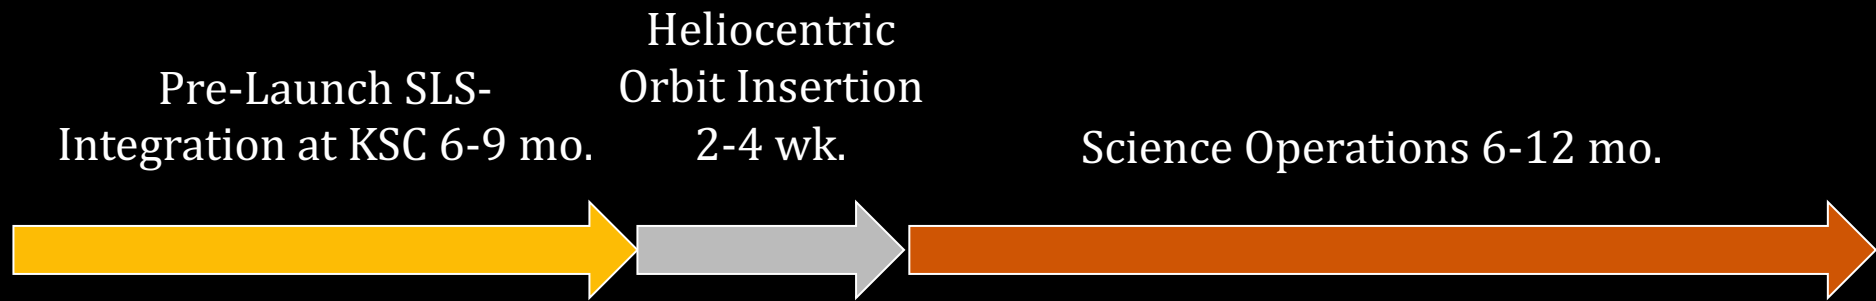 Pre-Launch SLS-
Integration at KSC 6-9 mo.
Heliocentric
Orbit Insertion
2-4 wk.
Science Operations 6-12 mo.